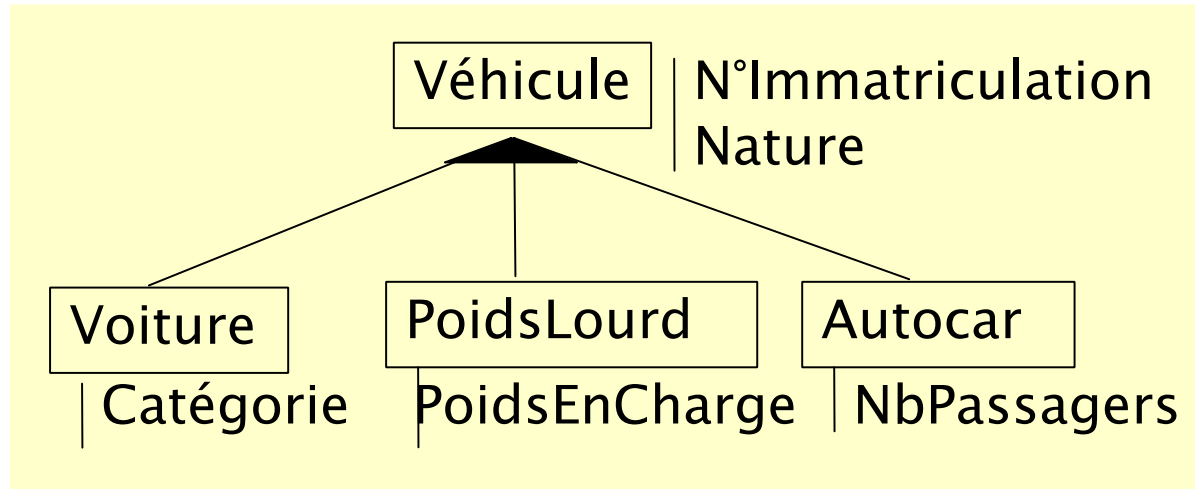 Véhicule
N°Immatriculation
Nature
Voiture
PoidsLourd
Autocar
Catégorie
PoidsEnCharge
NbPassagers